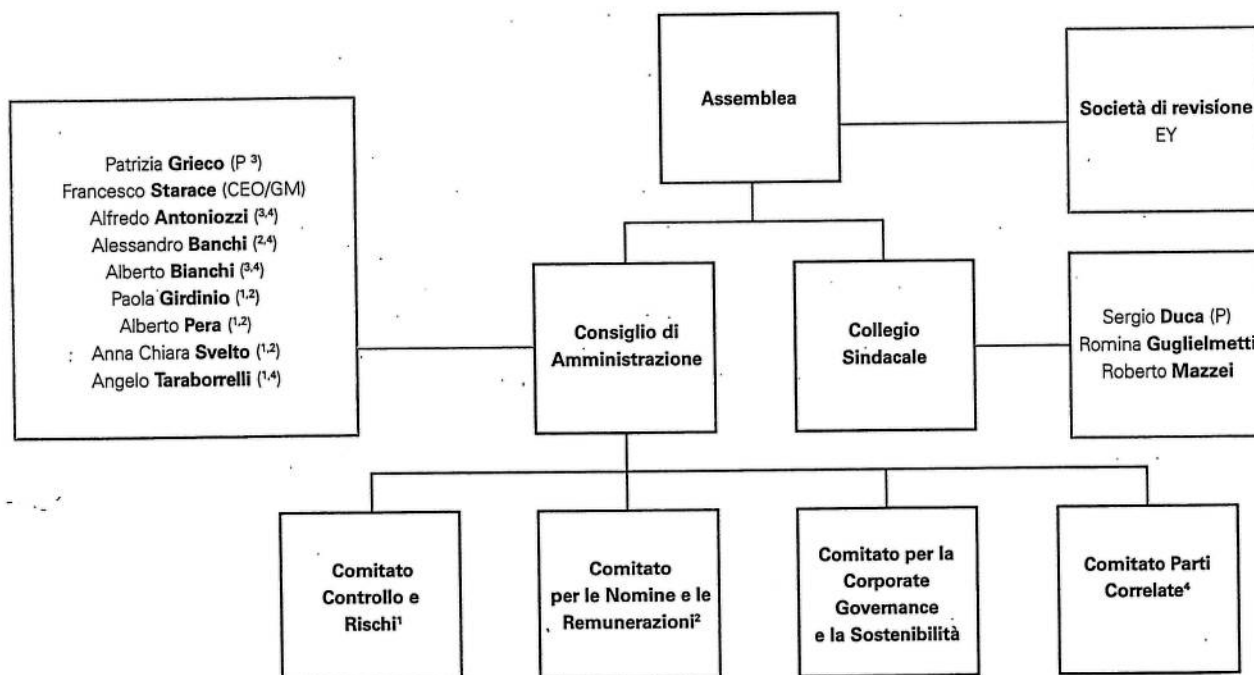 Assemblea
Società di revisione
EY
Patrizia Grieco (P ³)
Francesco Starace (CEO/GM)
Alfredo Antoniozzi (³,⁴)
Alessandro Banchi (²,⁴)
Alberto Bianchi (³,⁴)
Paola Girdinio (¹,²)
Alberto Pera (¹,²)
Anna Chiara Svelto (¹,²)
Angelo Taraborrelli (¹,⁴)
Consiglio di
Amministrazione
Collegio
Sindacale
Sergio Duca (P)
Romina Guglielmetti
Roberto Mazzei
Comitato
Controllo e
Rischi¹
Comitato
per le Nomine e le
Remunerazioni²
Comitato per la
Corporate
Governance
e la Sostenibilità
Comitato Parti
Correlate⁴